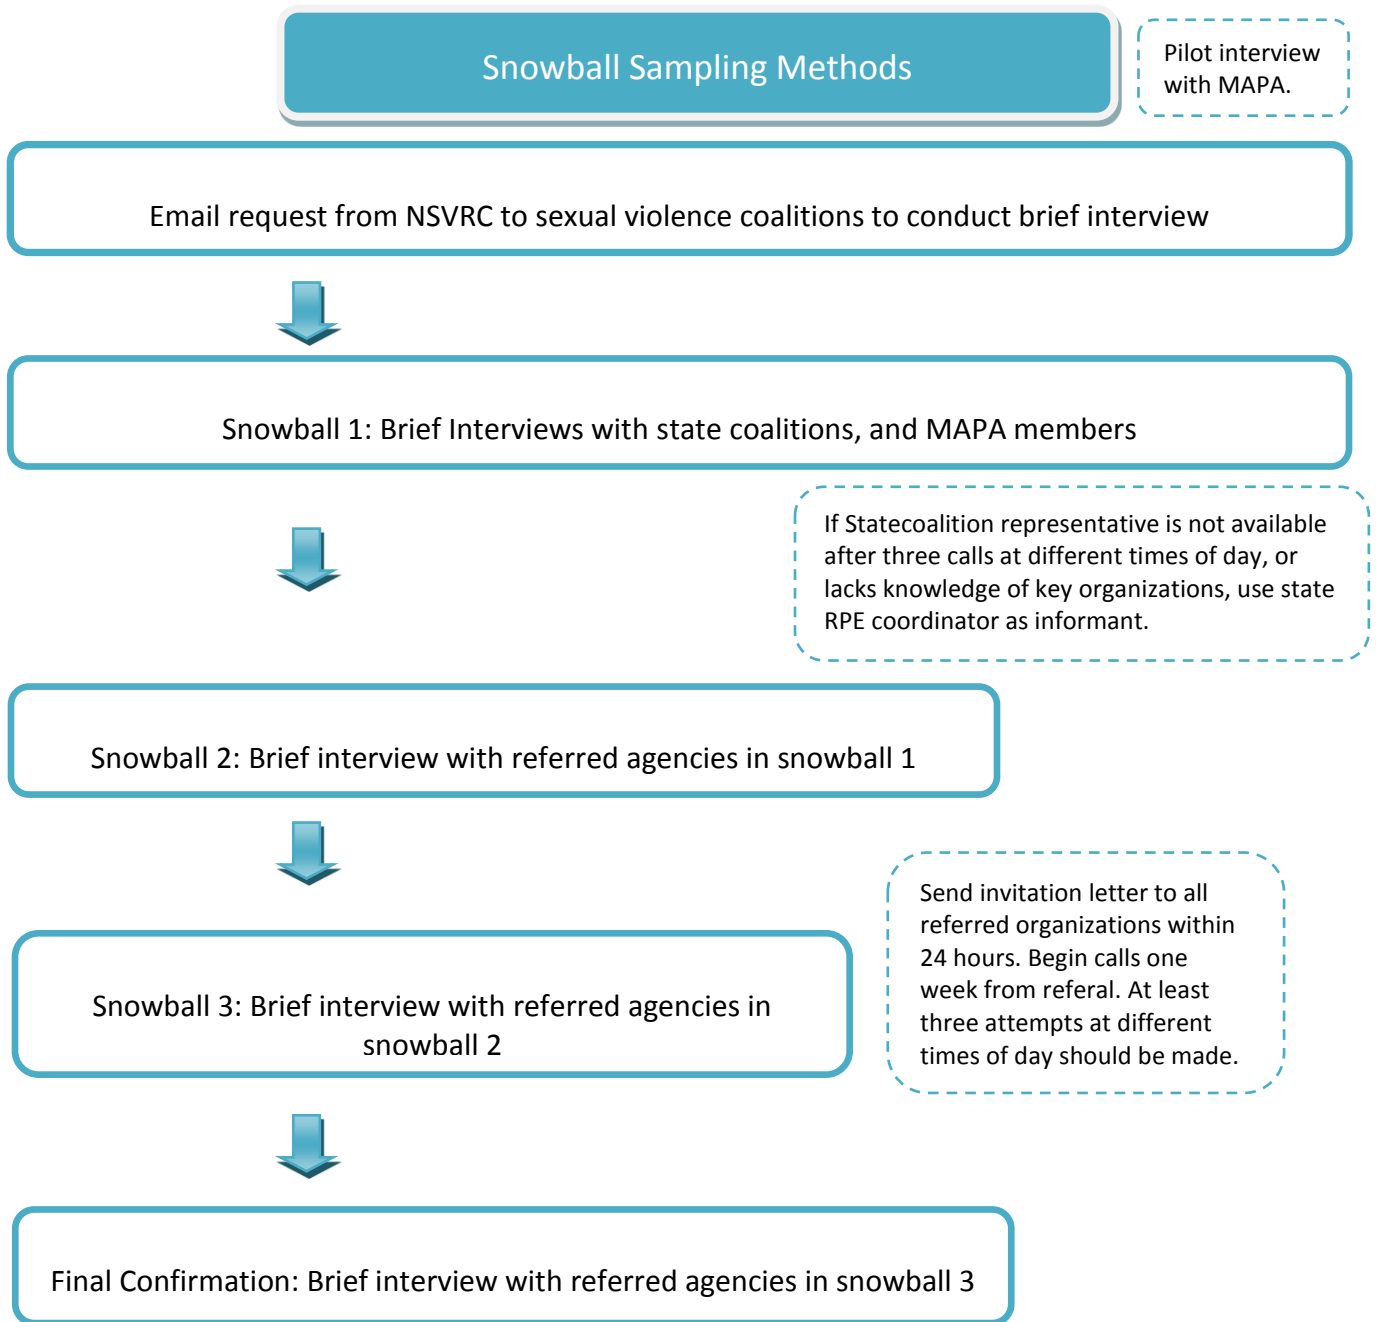 Snowball Sampling Methods
Pilot interview
with MAPA.
Email request from NSVRC to sexual violence coalitions to conduct brief interview
Snowball 1: Brief Interviews with state coalitions, and MAPA members
If Statecoalition representative is not available
after three calls at different times of day, or
lacks knowledge of key organizations, use state
RPE coordinator as informant.
Snowball 2: Brief interview with referred agencies in snowball 1
Send invitation letter to all
referred organizations within
24 hours. Begin calls one
week from referal. At least
three attempts at different
times of day should be made.
Snowball 3: Brief interview with referred agencies in
snowball 2
Final Confirmation: Brief interview with referred agencies in snowball 3